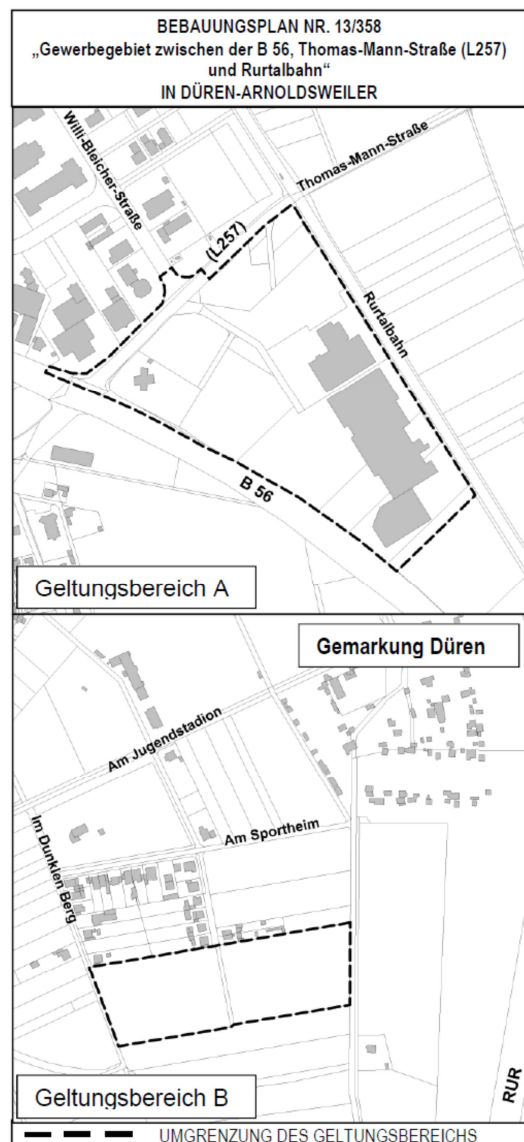 BEBAUUNGSPLAN NR. 13/358
„Gewerbegebiet zwischen der B 56, Thomas-Mann-Straße (L257)
und Rurtalbahn“
IN DÜREN-ARNOLDSWEILER
Willi-Bleicher-Straße
Thomas-Mann-Straße
(L257)
Rurtalbahn
B 56
Geltungsbereich A
Gemarkung Düren
Am Jugendstadion
Am Sportheim
Im Dunklen Berg
RUR
Geltungsbereich B
UMGRENZUNG DES GELTUNGSBEREICHS